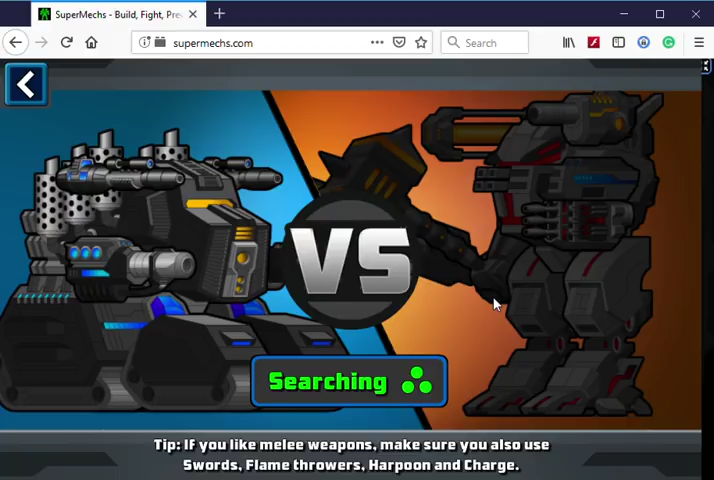 SuperMechs - Build, Fight, Pre
supermechs.com
Search
VS
Searching
Tip: If you like melee weapons, make sure you also use
Swords, Flame throwers, Harpoon and Charge.